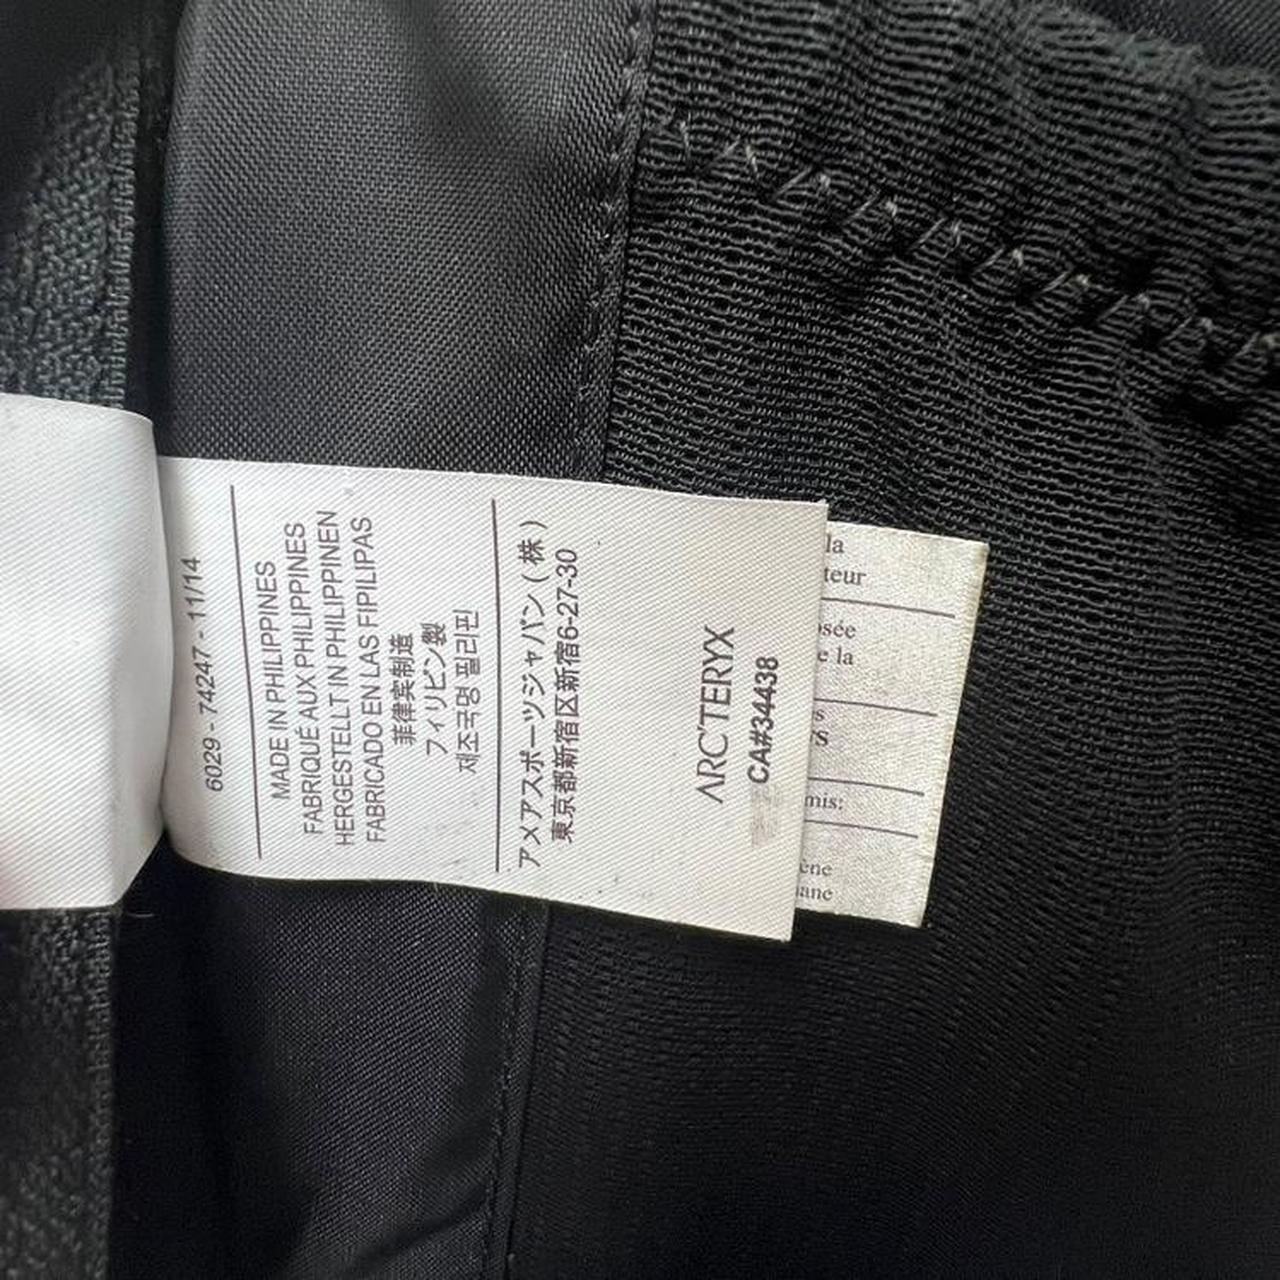 6029 - 74247 - 11/14
MADE IN PHILIPPINES
FABRIQUÉ AUX PHILIPPINES
HERGESTELLT IN PHILIPPINEN
FABRICADO EN LAS FIPILIPAS
菲律宾制造
フィリピン製
제조국명 필리핀
アメアスポーツジャパン(株)
東京都新宿区新宿6-27-30
ARC'TERYX
CA#34438
la
teur
osée
e la
s
mis:
ène
ane